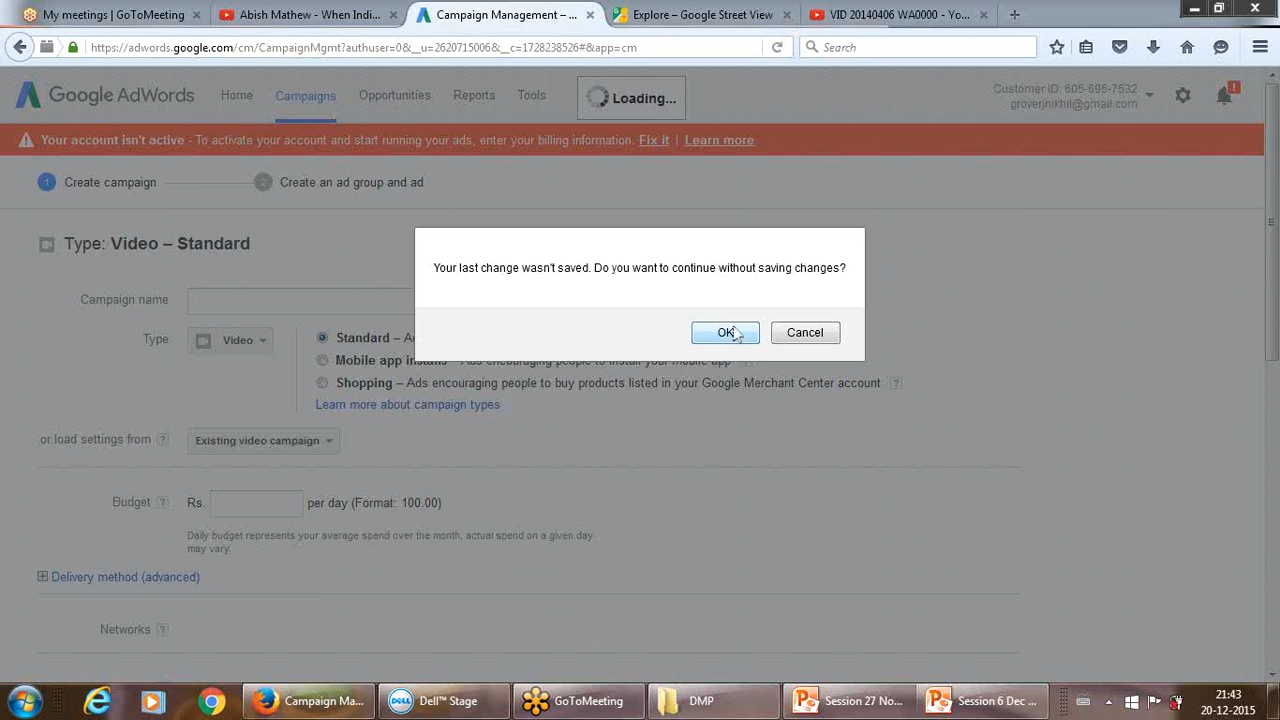 My meetings | GoToMeeting
Abish Mathew - When Indi...
Campaign Management – ...
Explore – Google Street View
VID 20140406 WA0000 - Yo...
https://adwords.google.com/cm/CampaignMgmt?authuser=0&__u=2620715006&__c=1728238526#&app=cm
Search
Google AdWords
Home
Campaigns
Opportunities
Reports
Tools
Loading...
Customer ID: 605-695-7532
groverjnikhil@gmail.com
Your account isn't active - To activate your account and start running your ads, enter your billing information. Fix it | Learn more
1 Create campaign
2 Create an ad group and ad
Type: Video – Standard
Your last change wasn't saved. Do you want to continue without saving changes?
OK
Cancel
Campaign name
Type
Video
Standard –
Mobile app
Shopping – Ads encouraging people to buy products listed in your Google Merchant Center account ?
Learn more about campaign types
or load settings from ?
Existing video campaign
Budget ?
Rs.
per day (Format: 100.00)
Daily budget represents your average spend over the month, actual spend on a given day
may vary.
Delivery method (advanced)
Networks ?
Campaign Ma...
Dell™ Stage
GoToMeeting
DMP
Session 27 No...
Session 6 Dec ...
21:43
20-12-2015